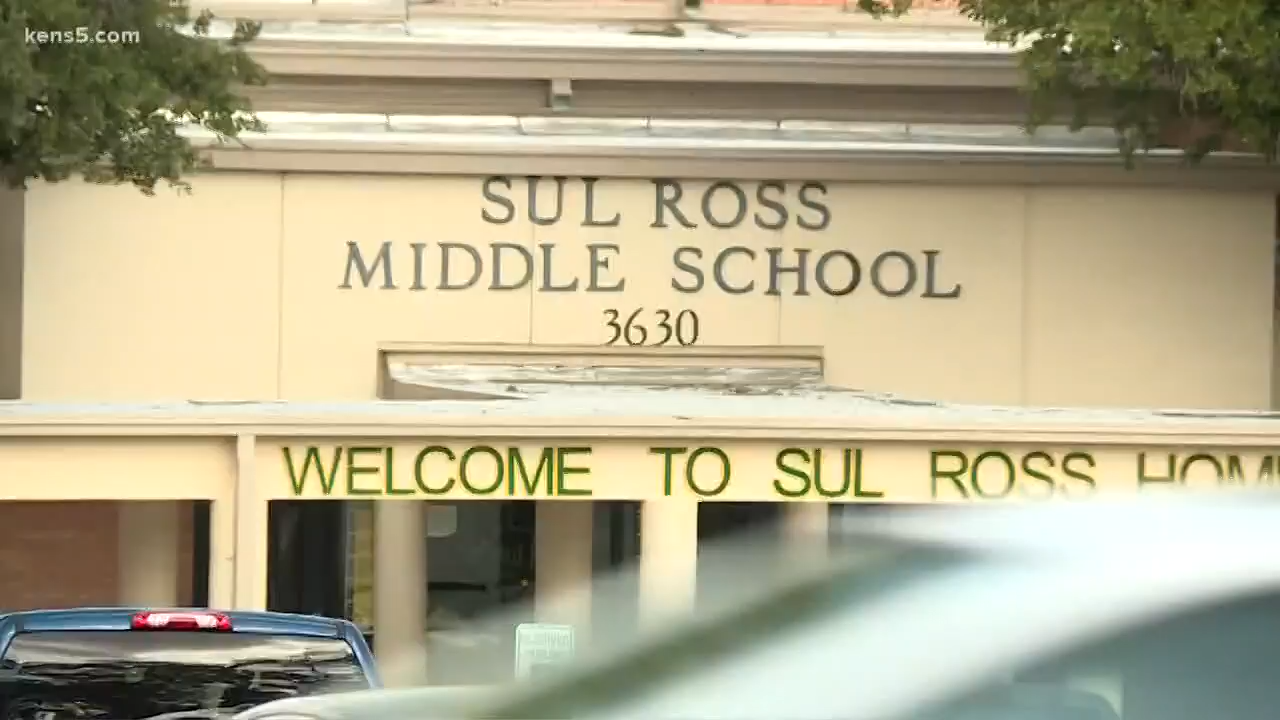 kens5.com
SUL ROSS
MIDDLE SCHOOL
3630
WELCOME TO SUL ROSS